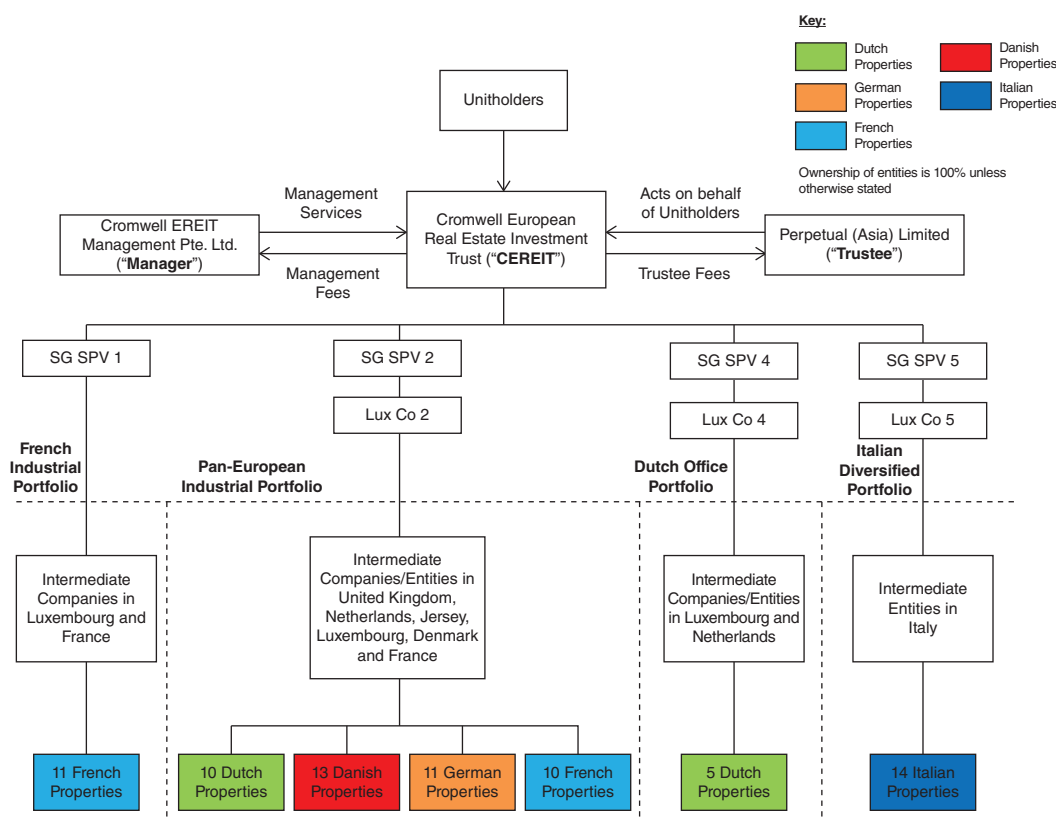 Key:
Dutch
Properties
Danish
Properties
German
Properties
Italian
Properties
French
Properties
Ownership of entities is 100% unless
otherwise stated
Unitholders
Management
Services
Acts on behalf
of Unitholders
Cromwell EREIT
Management Pte. Ltd.
(“Manager”)
Cromwell European
Real Estate Investment
Trust (“CEREIT”)
Perpetual (Asia) Limited
(“Trustee”)
Management
Fees
Trustee Fees
SG SPV 1
SG SPV 2
SG SPV 4
SG SPV 5
Lux Co 2
Lux Co 4
Lux Co 5
French
Industrial
Portfolio
Pan-European
Industrial Portfolio
Dutch Office
Portfolio
Italian
Diversified
Portfolio
Intermediate
Companies in
Luxembourg and
France
Intermediate
Companies/Entities in
United Kingdom,
Netherlands, Jersey,
Luxembourg, Denmark
and France
Intermediate
Companies/Entities
in Luxembourg and
Netherlands
Intermediate
Entities in
Italy
11 French
Properties
10 Dutch
Properties
13 Danish
Properties
11 German
Properties
10 French
Properties
5 Dutch
Properties
14 Italian
Properties